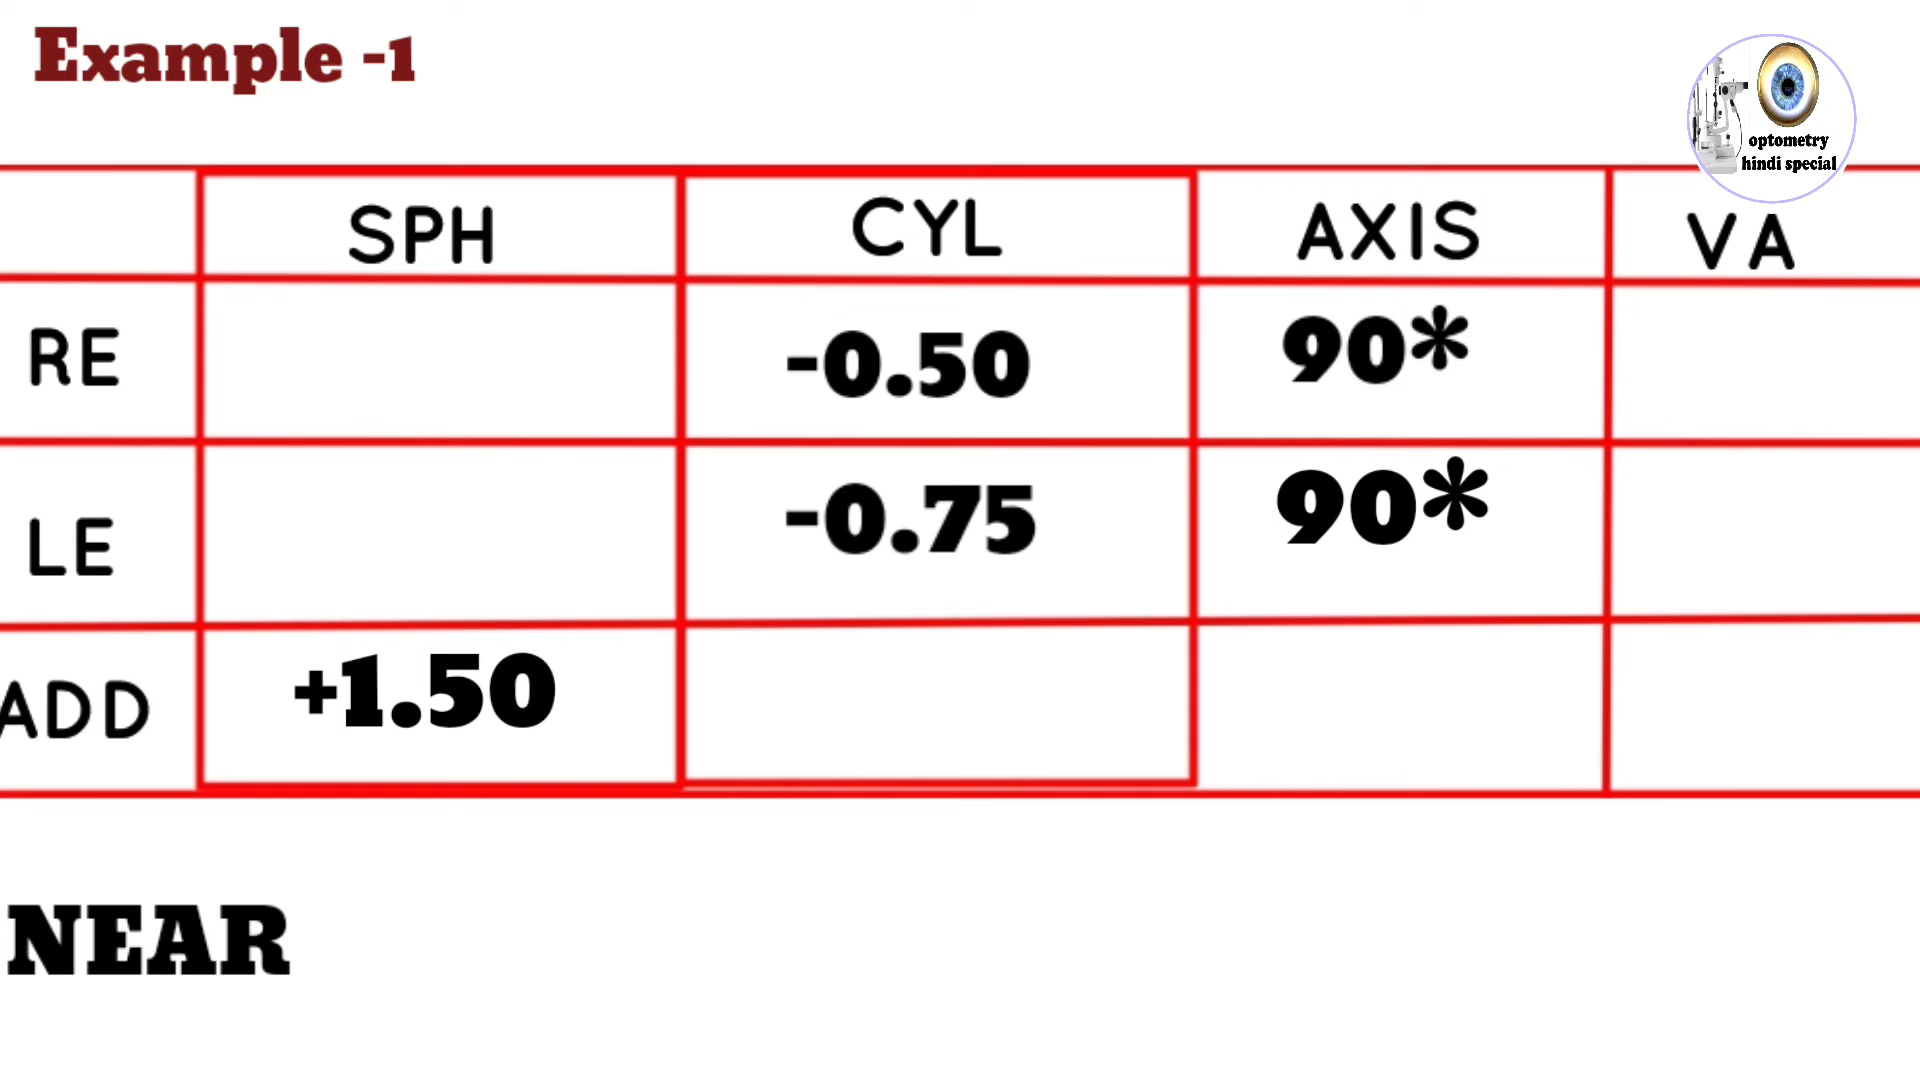 Example -1
optometry
hindi special
SPH CYL AXIS VA
RE -0.50 90*
LE -0.75 90*
ADD +1.50
NEAR